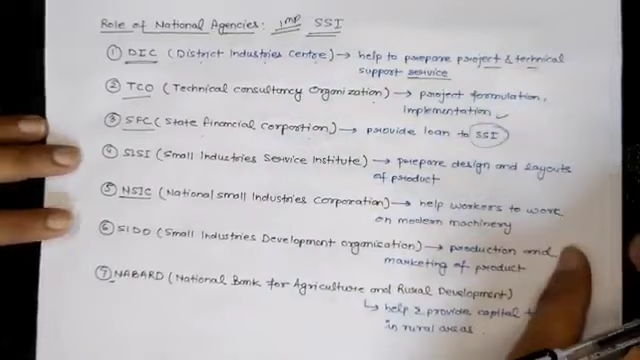 Role of National Agencies: imp SSI
① DIC (District Industries Centre) → help to prepare project & technical
support service
② TCO (Technical consultancy Organization) → project formulation,
implementation
③ SFC (State financial corportion) → provide loan to SSI
④ SISI (Small Industries Service Institute) → prepare design and layouts
of product
⑤ NSIC (National small Industries corporation) → help workers to work
on modern machinery
⑥ SIDO (Small Industries Development organication) → production and
marketing of product
⑦ NABARD (National Bank for Agriculture and Rural Development)
↳ help & provide capital
in rural areas.